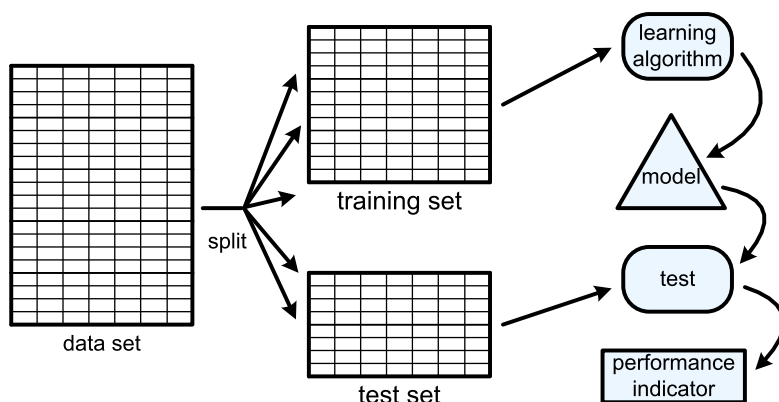 learning
algorithm
training set
model
split
test
data set
performance
indicator
test set